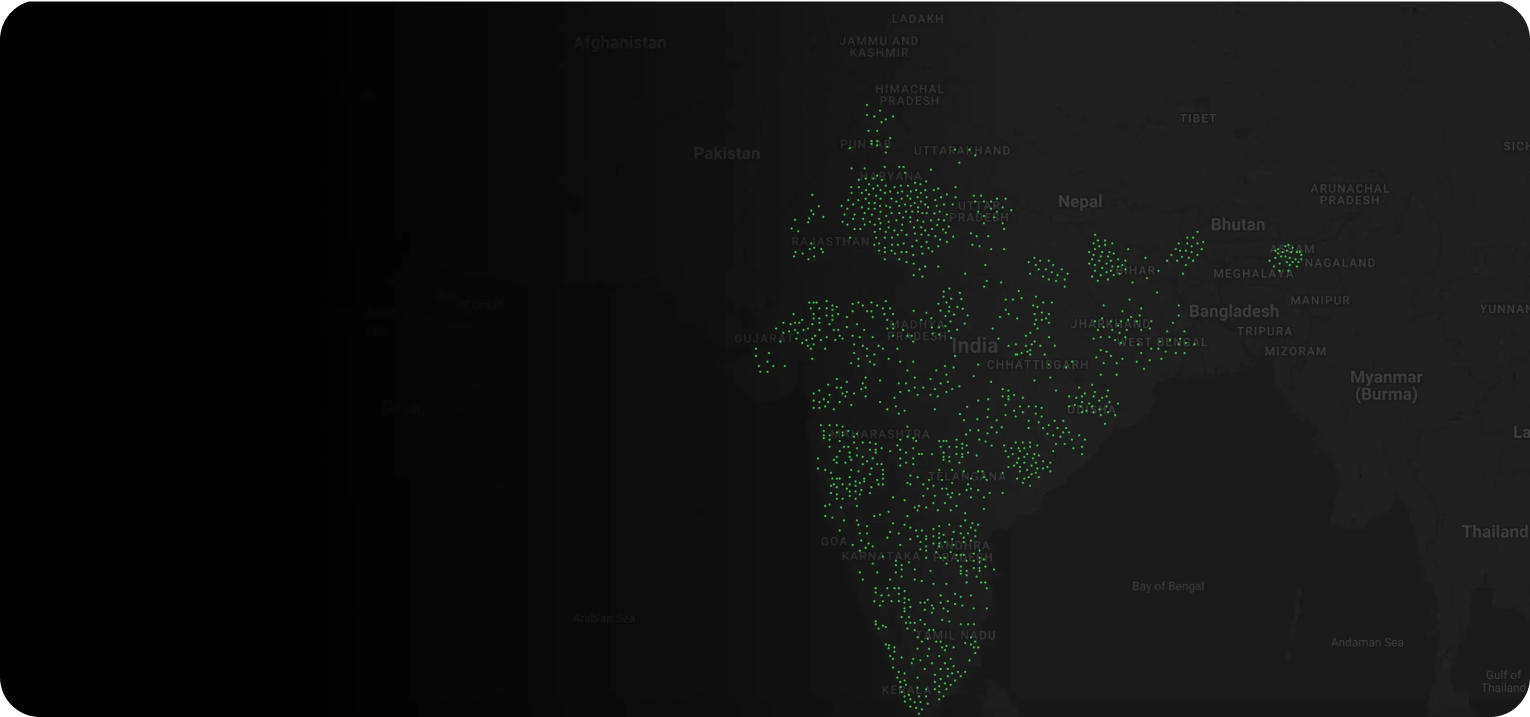 LADAKH
Afghanistan
JAMMU AND
KASHMIR
HIMACHAL
PRADESH
TIBET
PUNJAB
UTTARAKHAND
Pakistan
SICH
HARYANA
ARUNACHAL
PRADESH
Nepal
UTTAR
PRADESH
Bhutan
RAJASTHAN
ASSAM
NAGALAND
BIHAR
MEGHALAYA
MANIPUR
Bangladesh
YUNNAN
GUJARAT
MADHYA
PRADESH
JHARKHAND
TRIPURA
India
WEST BENGAL
MIZORAM
CHHATTISGARH
Myanmar
(Burma)
ODISHA
MAHARASHTRA
La
TELANGANA
Thailand
GOA
ANDHRA
PRADESH
KARNATAKA
Bay of Bengal
Arabian Sea
TAMIL NADU
Andaman Sea
Gulf of
Thailand
KERALA